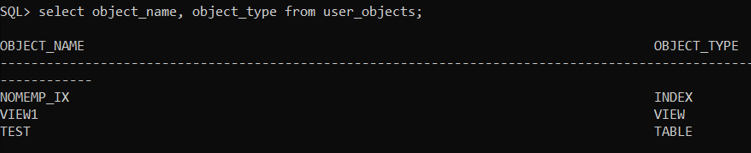 SQL> select object_name, object_type from user_objects;
OBJECT_NAME OBJECT_TYPE
----------------------------------------------------------------------------------------------------
------------
NOMEMP_IX INDEX
VIEW1 VIEW
TEST TABLE